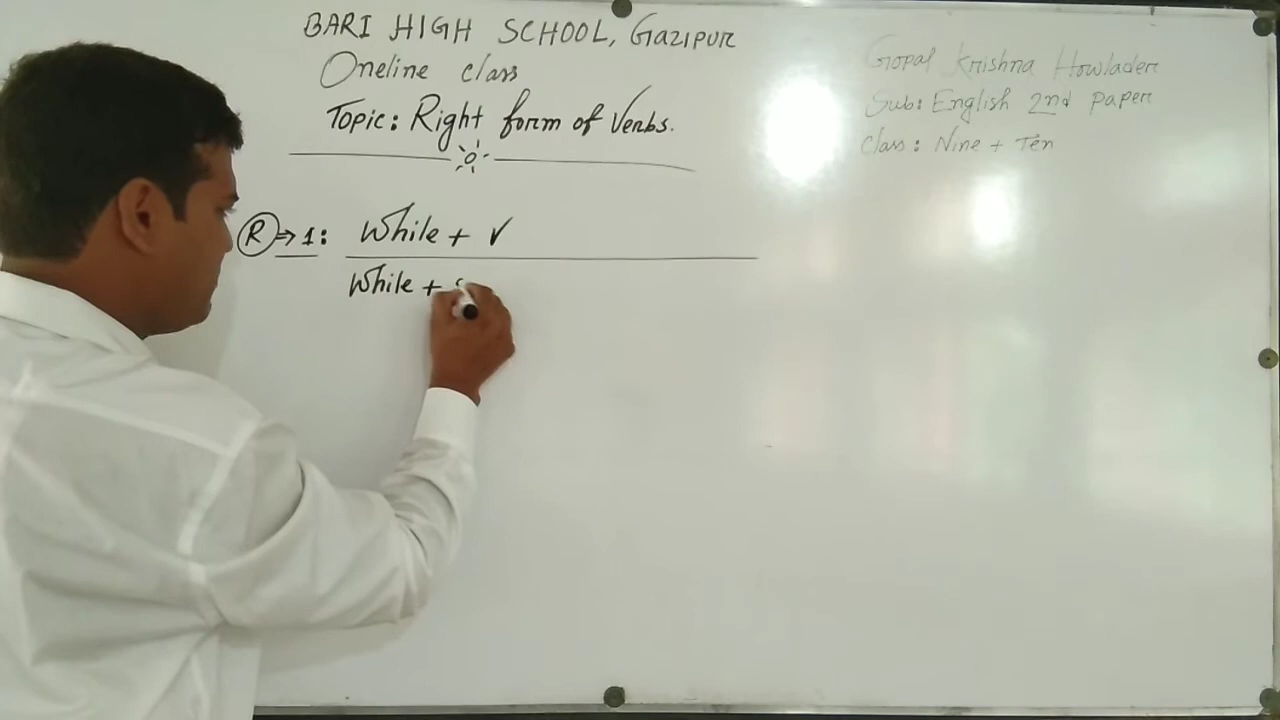 BARI HIGH SCHOOL, Gazipur
Oneline class
Topic: Right form of Verbs.
Gopal Krishna Howlader
Sub: English 2nd paper
Class: Nine + Ten
R ⇒ 1: While + V
While +